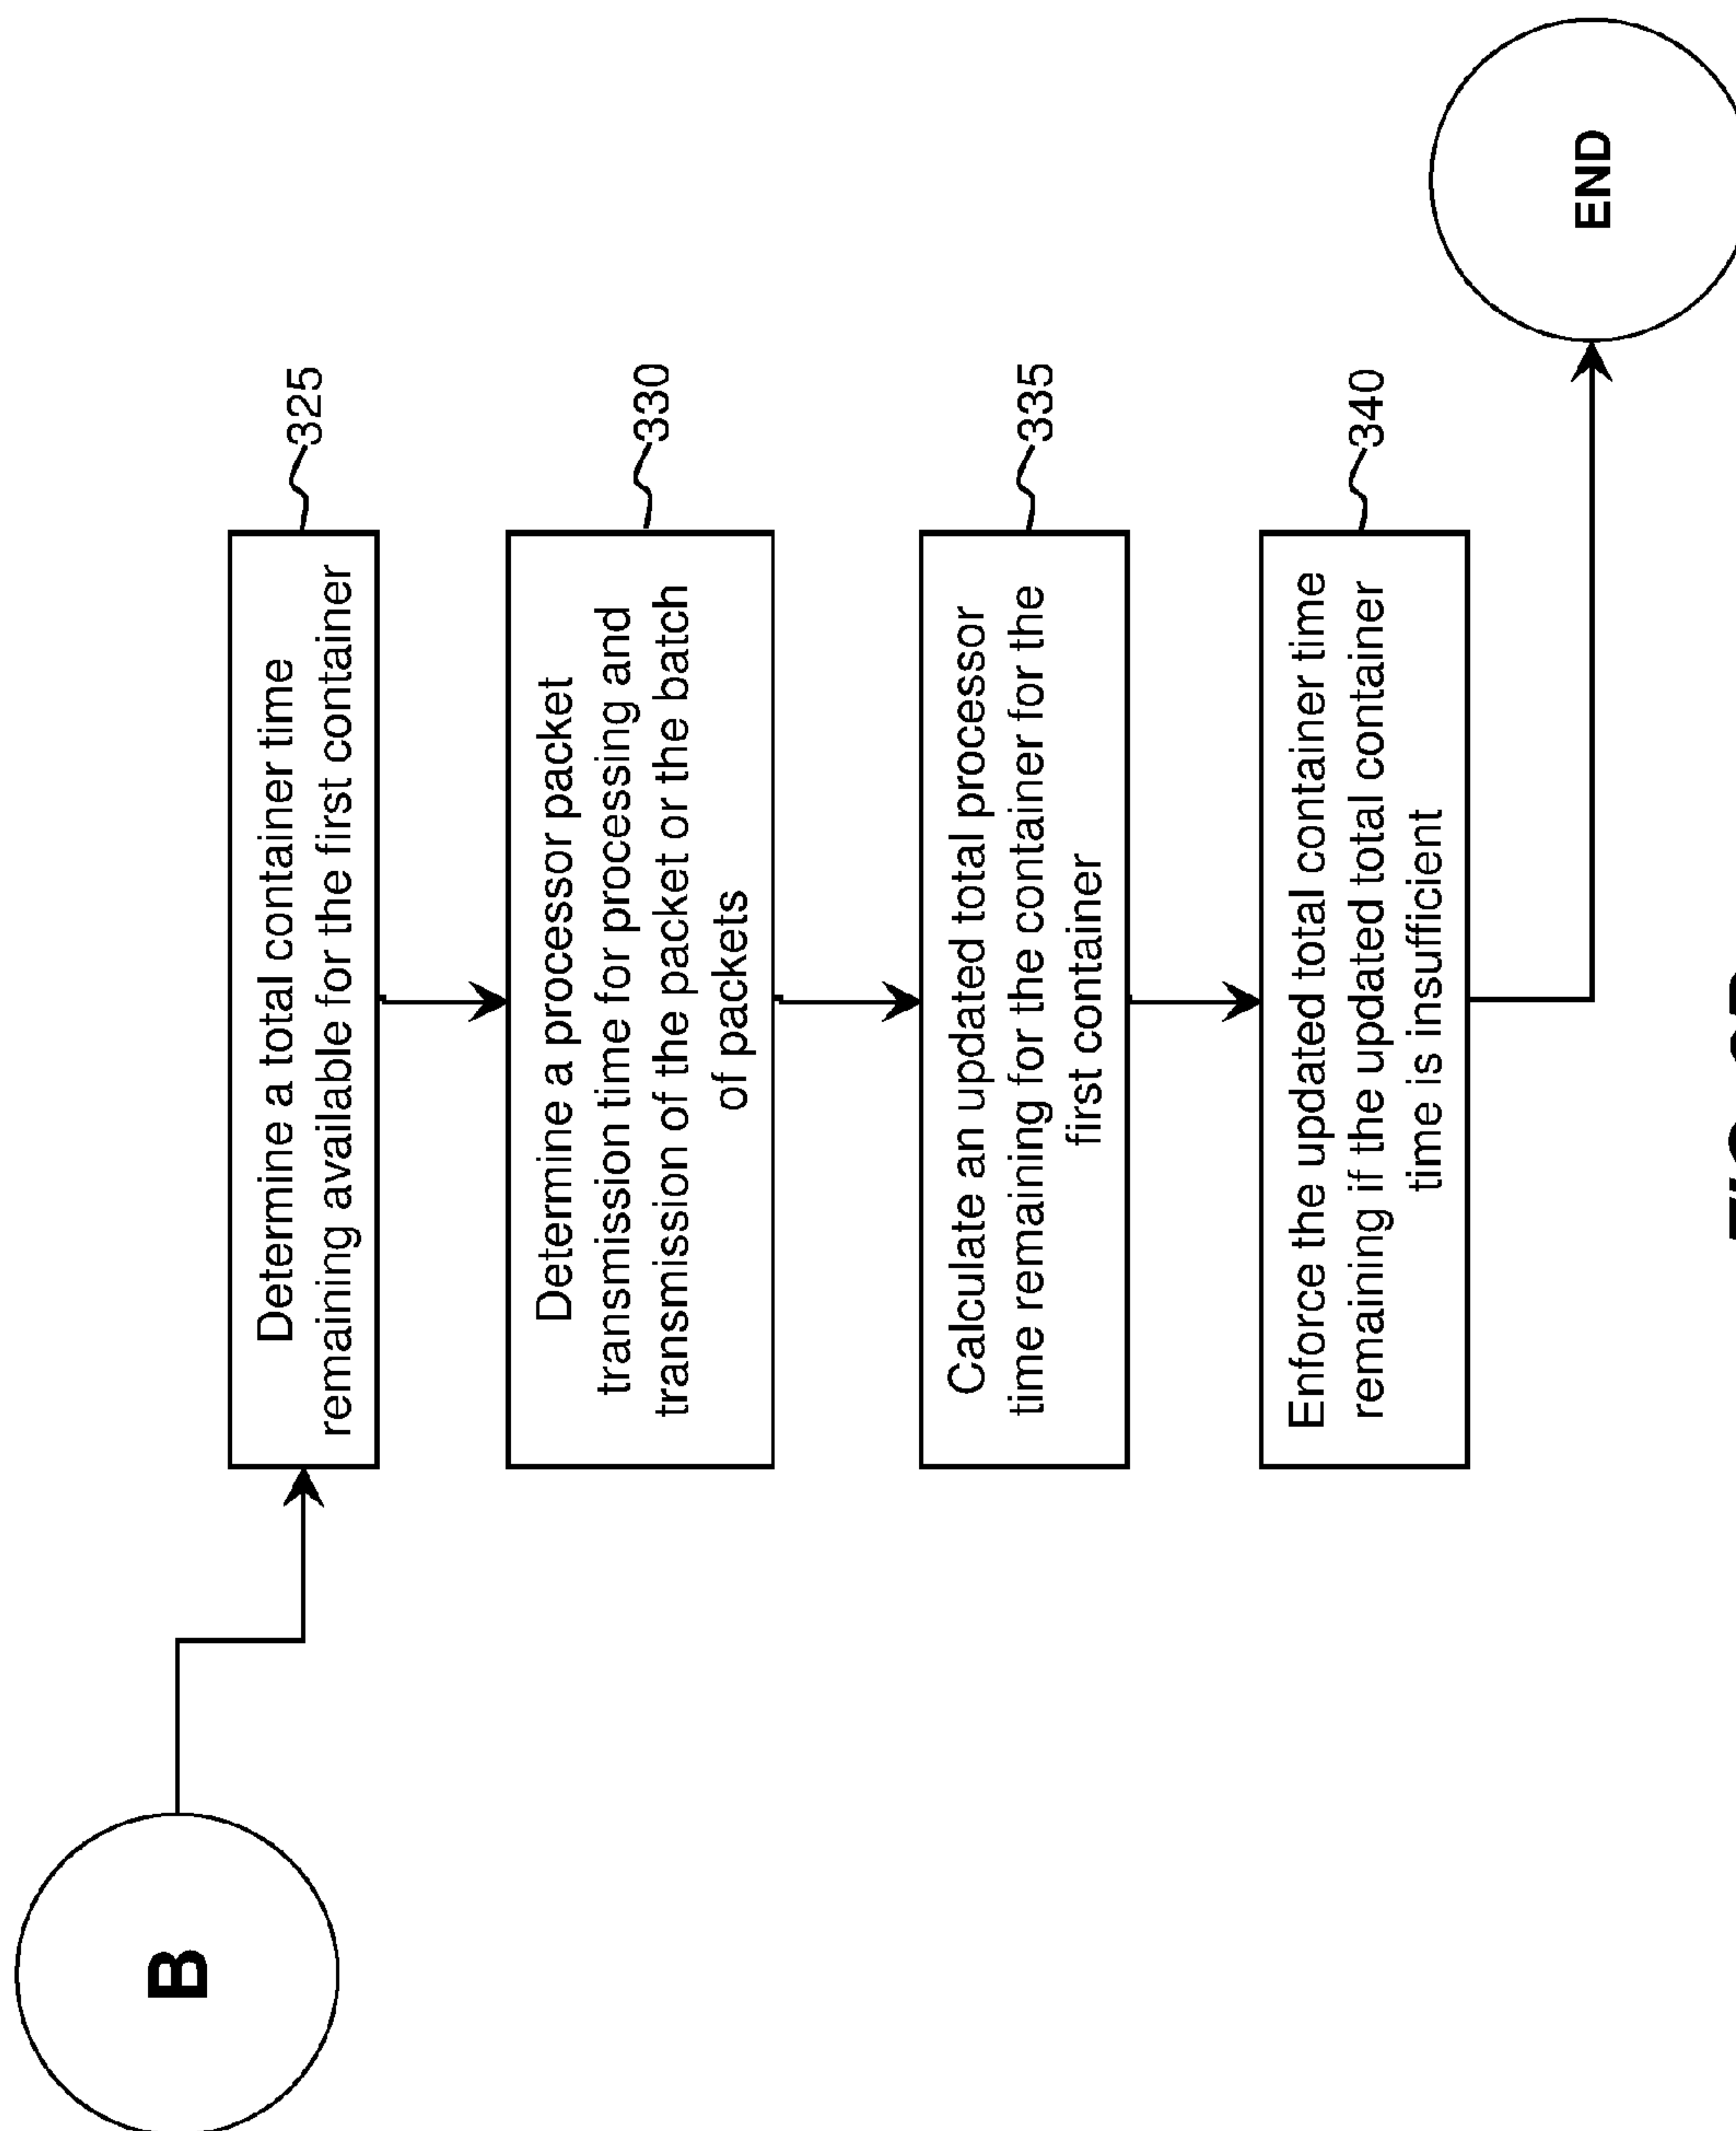 B
Determine a total container time
remaining available for the first container
325
Determine a processor packet
transmission time for processing and
transmission of the packet or the batch
of packets
330
Calculate an updated total processor
time remaining for the container for the
first container
335
Enforce the updated total container time
remaining if the updated total container
time is insufficient
340
END